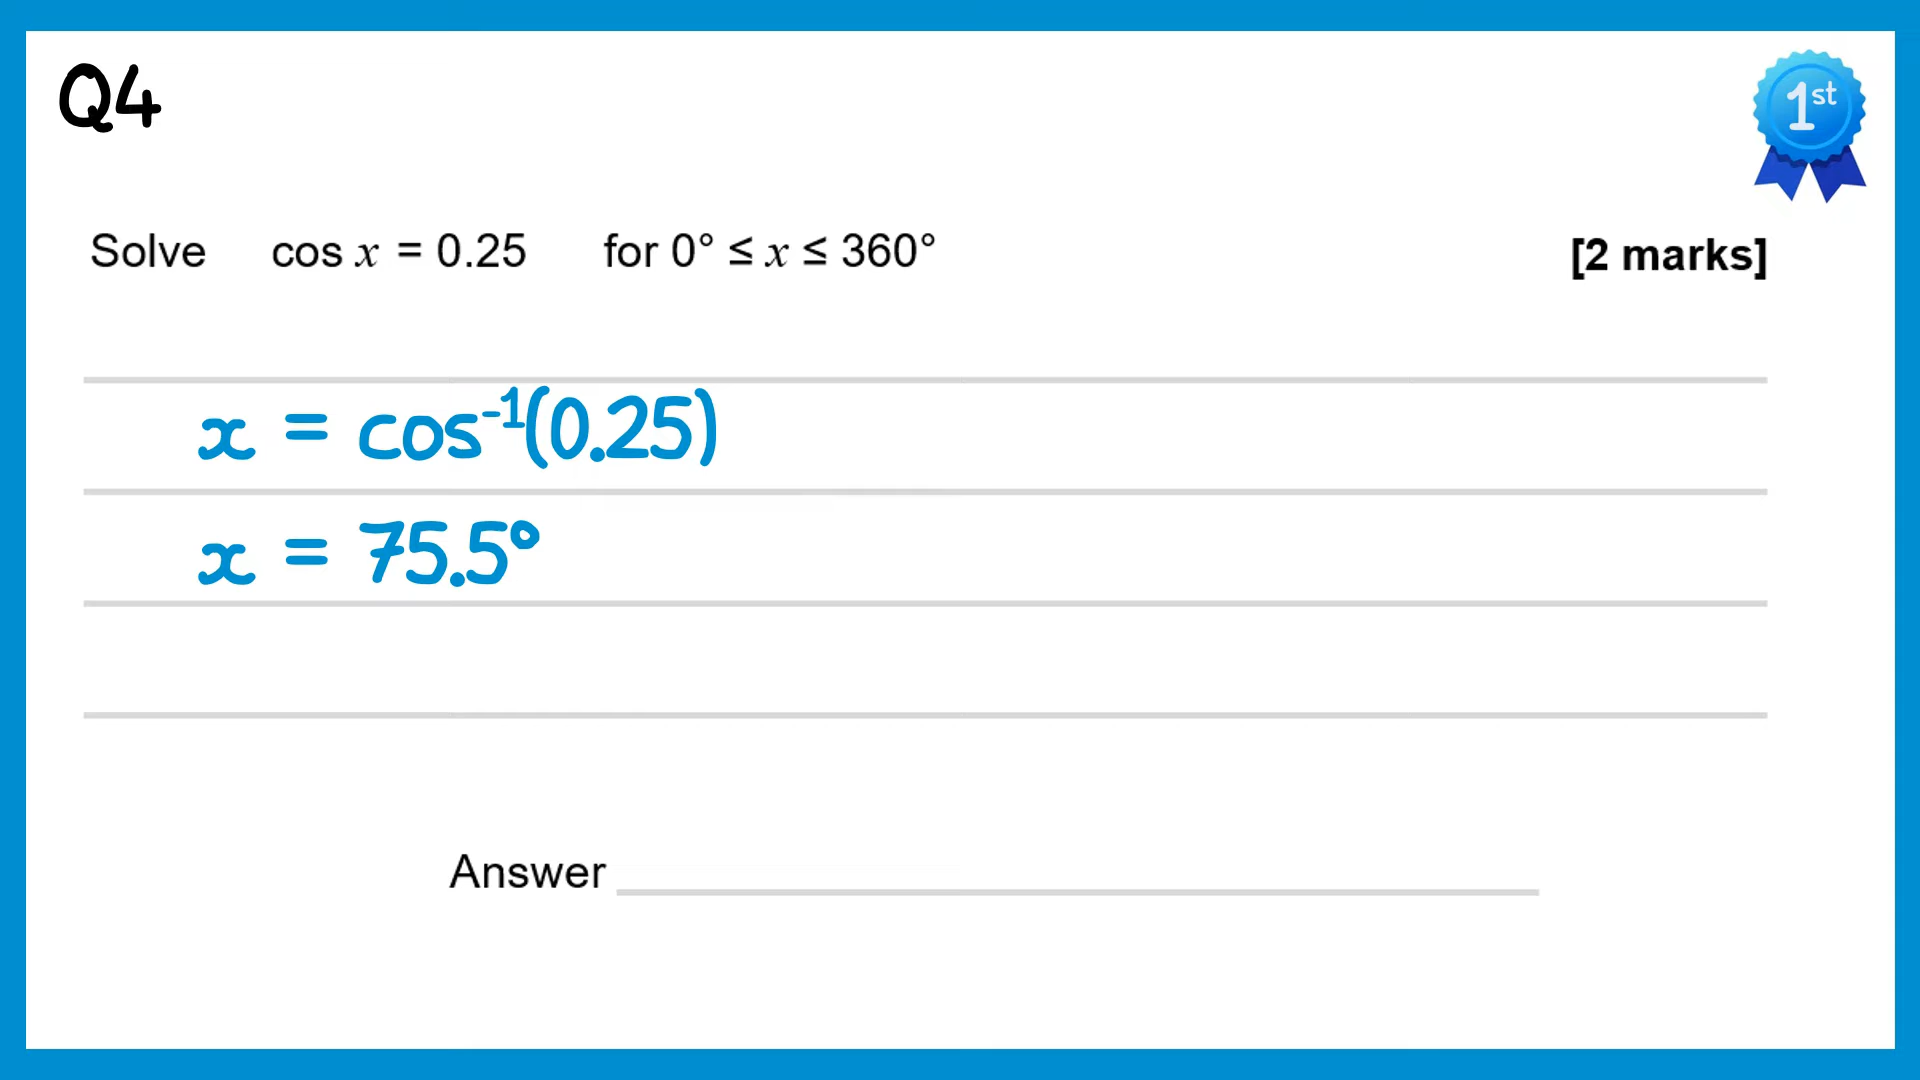 Q4
1st
Solve cos x = 0.25 for 0° ≤ x ≤ 360° [2 marks]
x = cos⁻¹(0.25)
x = 75.5°
Answer